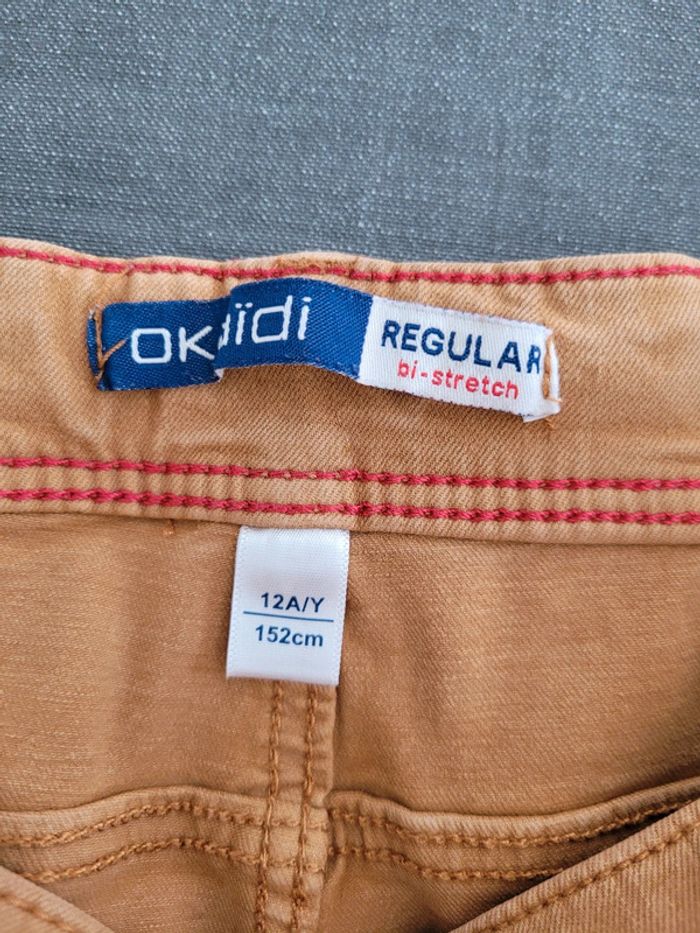 OKaïdi
REGULAR
bi-stretch
12A/Y
152cm